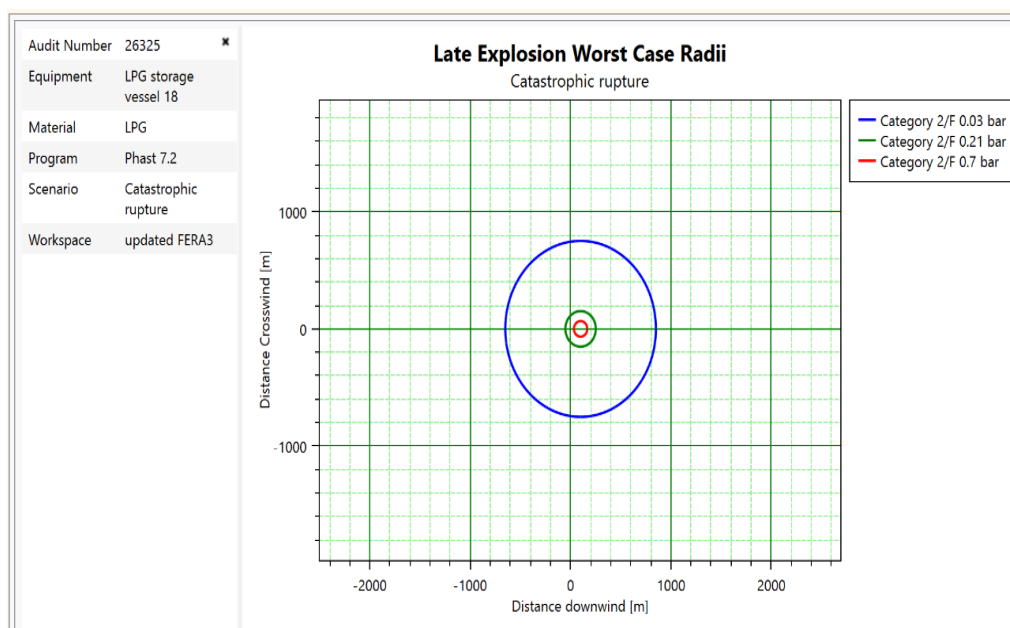 Audit Number 26325 ✖
Equipment LPG storage
vessel 18
Material LPG
Program Phast 7.2
Scenario Catastrophic
rupture
Workspace updated FERA3
Late Explosion Worst Case Radii
Catastrophic rupture
Category 2/F 0.03 bar
Category 2/F 0.21 bar
Category 2/F 0.7 bar
Distance Crosswind [m]
1000
0
-1000
-2000 -1000 0 1000 2000
Distance downwind [m]